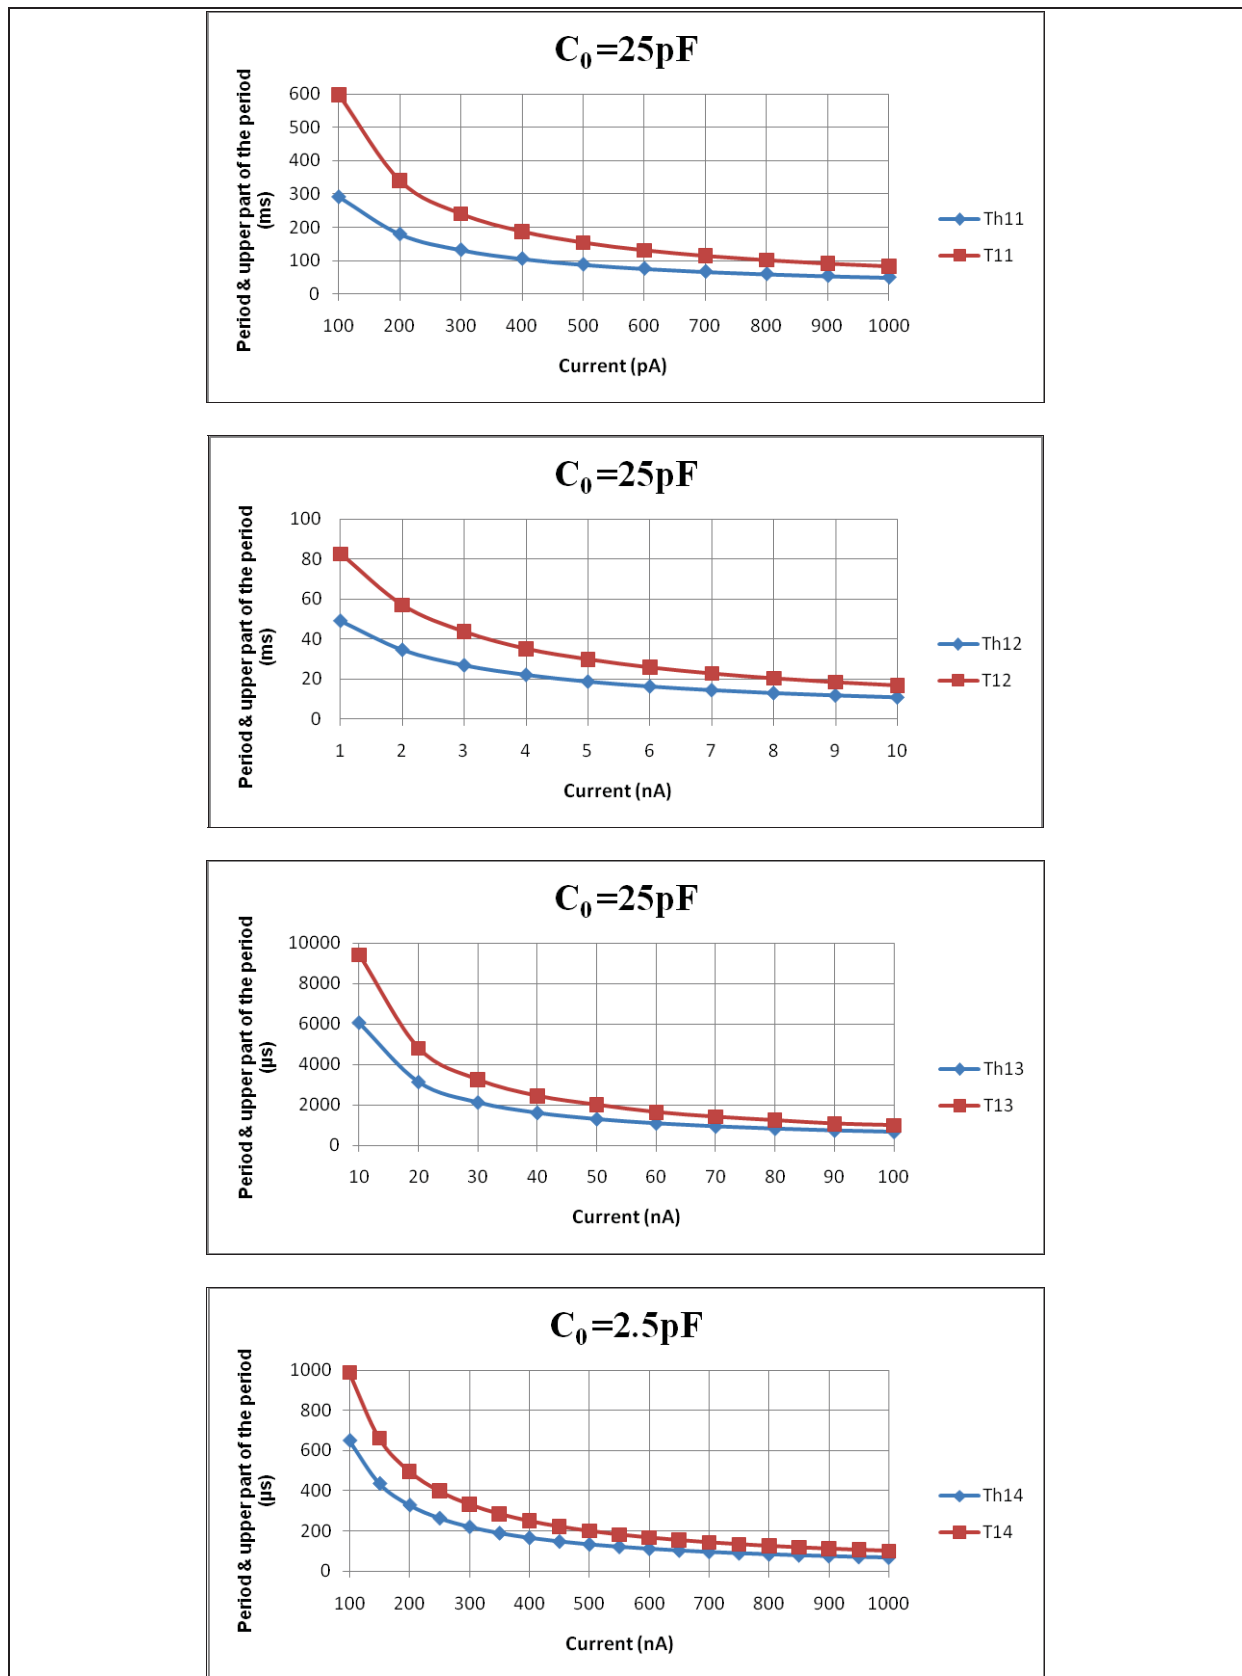 C0=25pF
Period & upper part of the period
(ms)
600
500
400
300
200
100
0
100 200 300 400 500 600 700 800 900 1000
Current (pA)
Th11
T11
C0=25pF
Period & upper part of the period
(ms)
100
80
60
40
20
0
1 2 3 4 5 6 7 8 9 10
Current (nA)
Th12
T12
C0=25pF
Period & upper part of the period
(µs)
10000
8000
6000
4000
2000
0
10 20 30 40 50 60 70 80 90 100
Current (nA)
Th13
T13
C0=2.5pF
Period & upper part of the period
(µs)
1000
800
600
400
200
0
100 200 300 400 500 600 700 800 900 1000
Current (nA)
Th14
T14